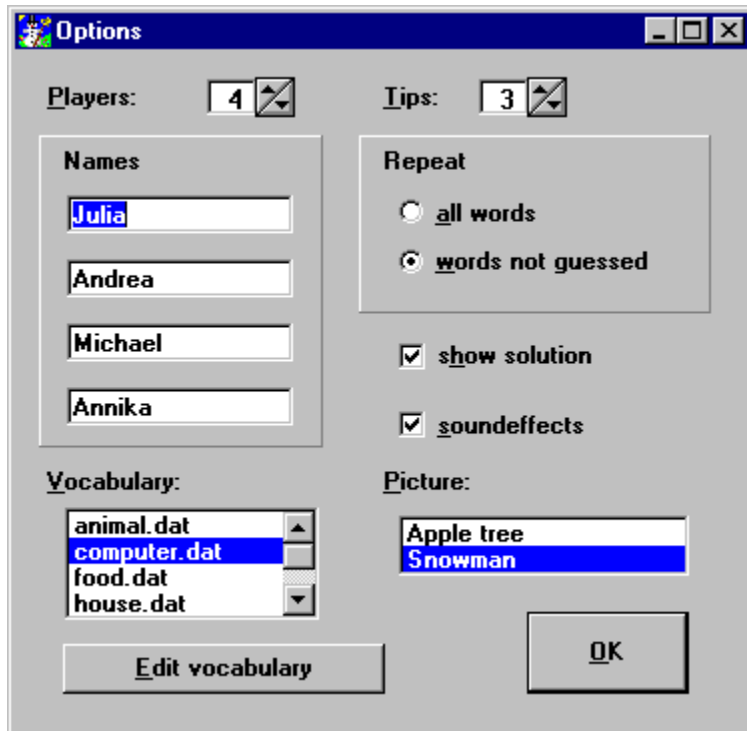 Options
Players: 4
Tips: 3
Names
Julia
Andrea
Michael
Annika
Repeat
all words
words not guessed
show solution
soundeffects
Vocabulary:
animal.dat
computer.dat
food.dat
house.dat
Edit vocabulary
Picture:
Apple tree
Snowman
OK